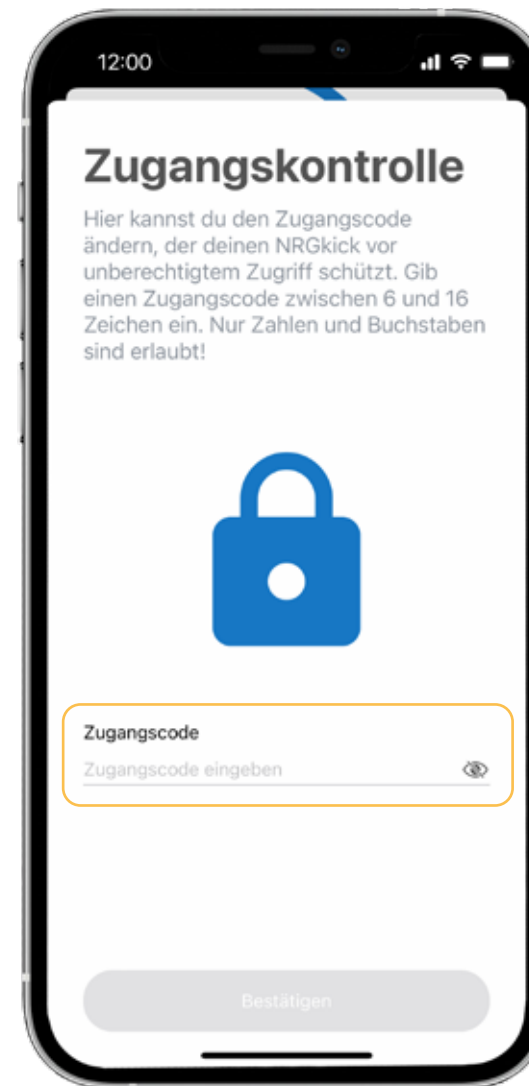 12:00
Zugangskontrolle
Hier kannst du den Zugangscode
ändern, der deinen NRGkick vor
unberechtigtem Zugriff schützt. Gib
einen Zugangscode zwischen 6 und 16
Zeichen ein. Nur Zahlen und Buchstaben
sind erlaubt!
Zugangscode
Zugangscode eingeben
Bestätigen